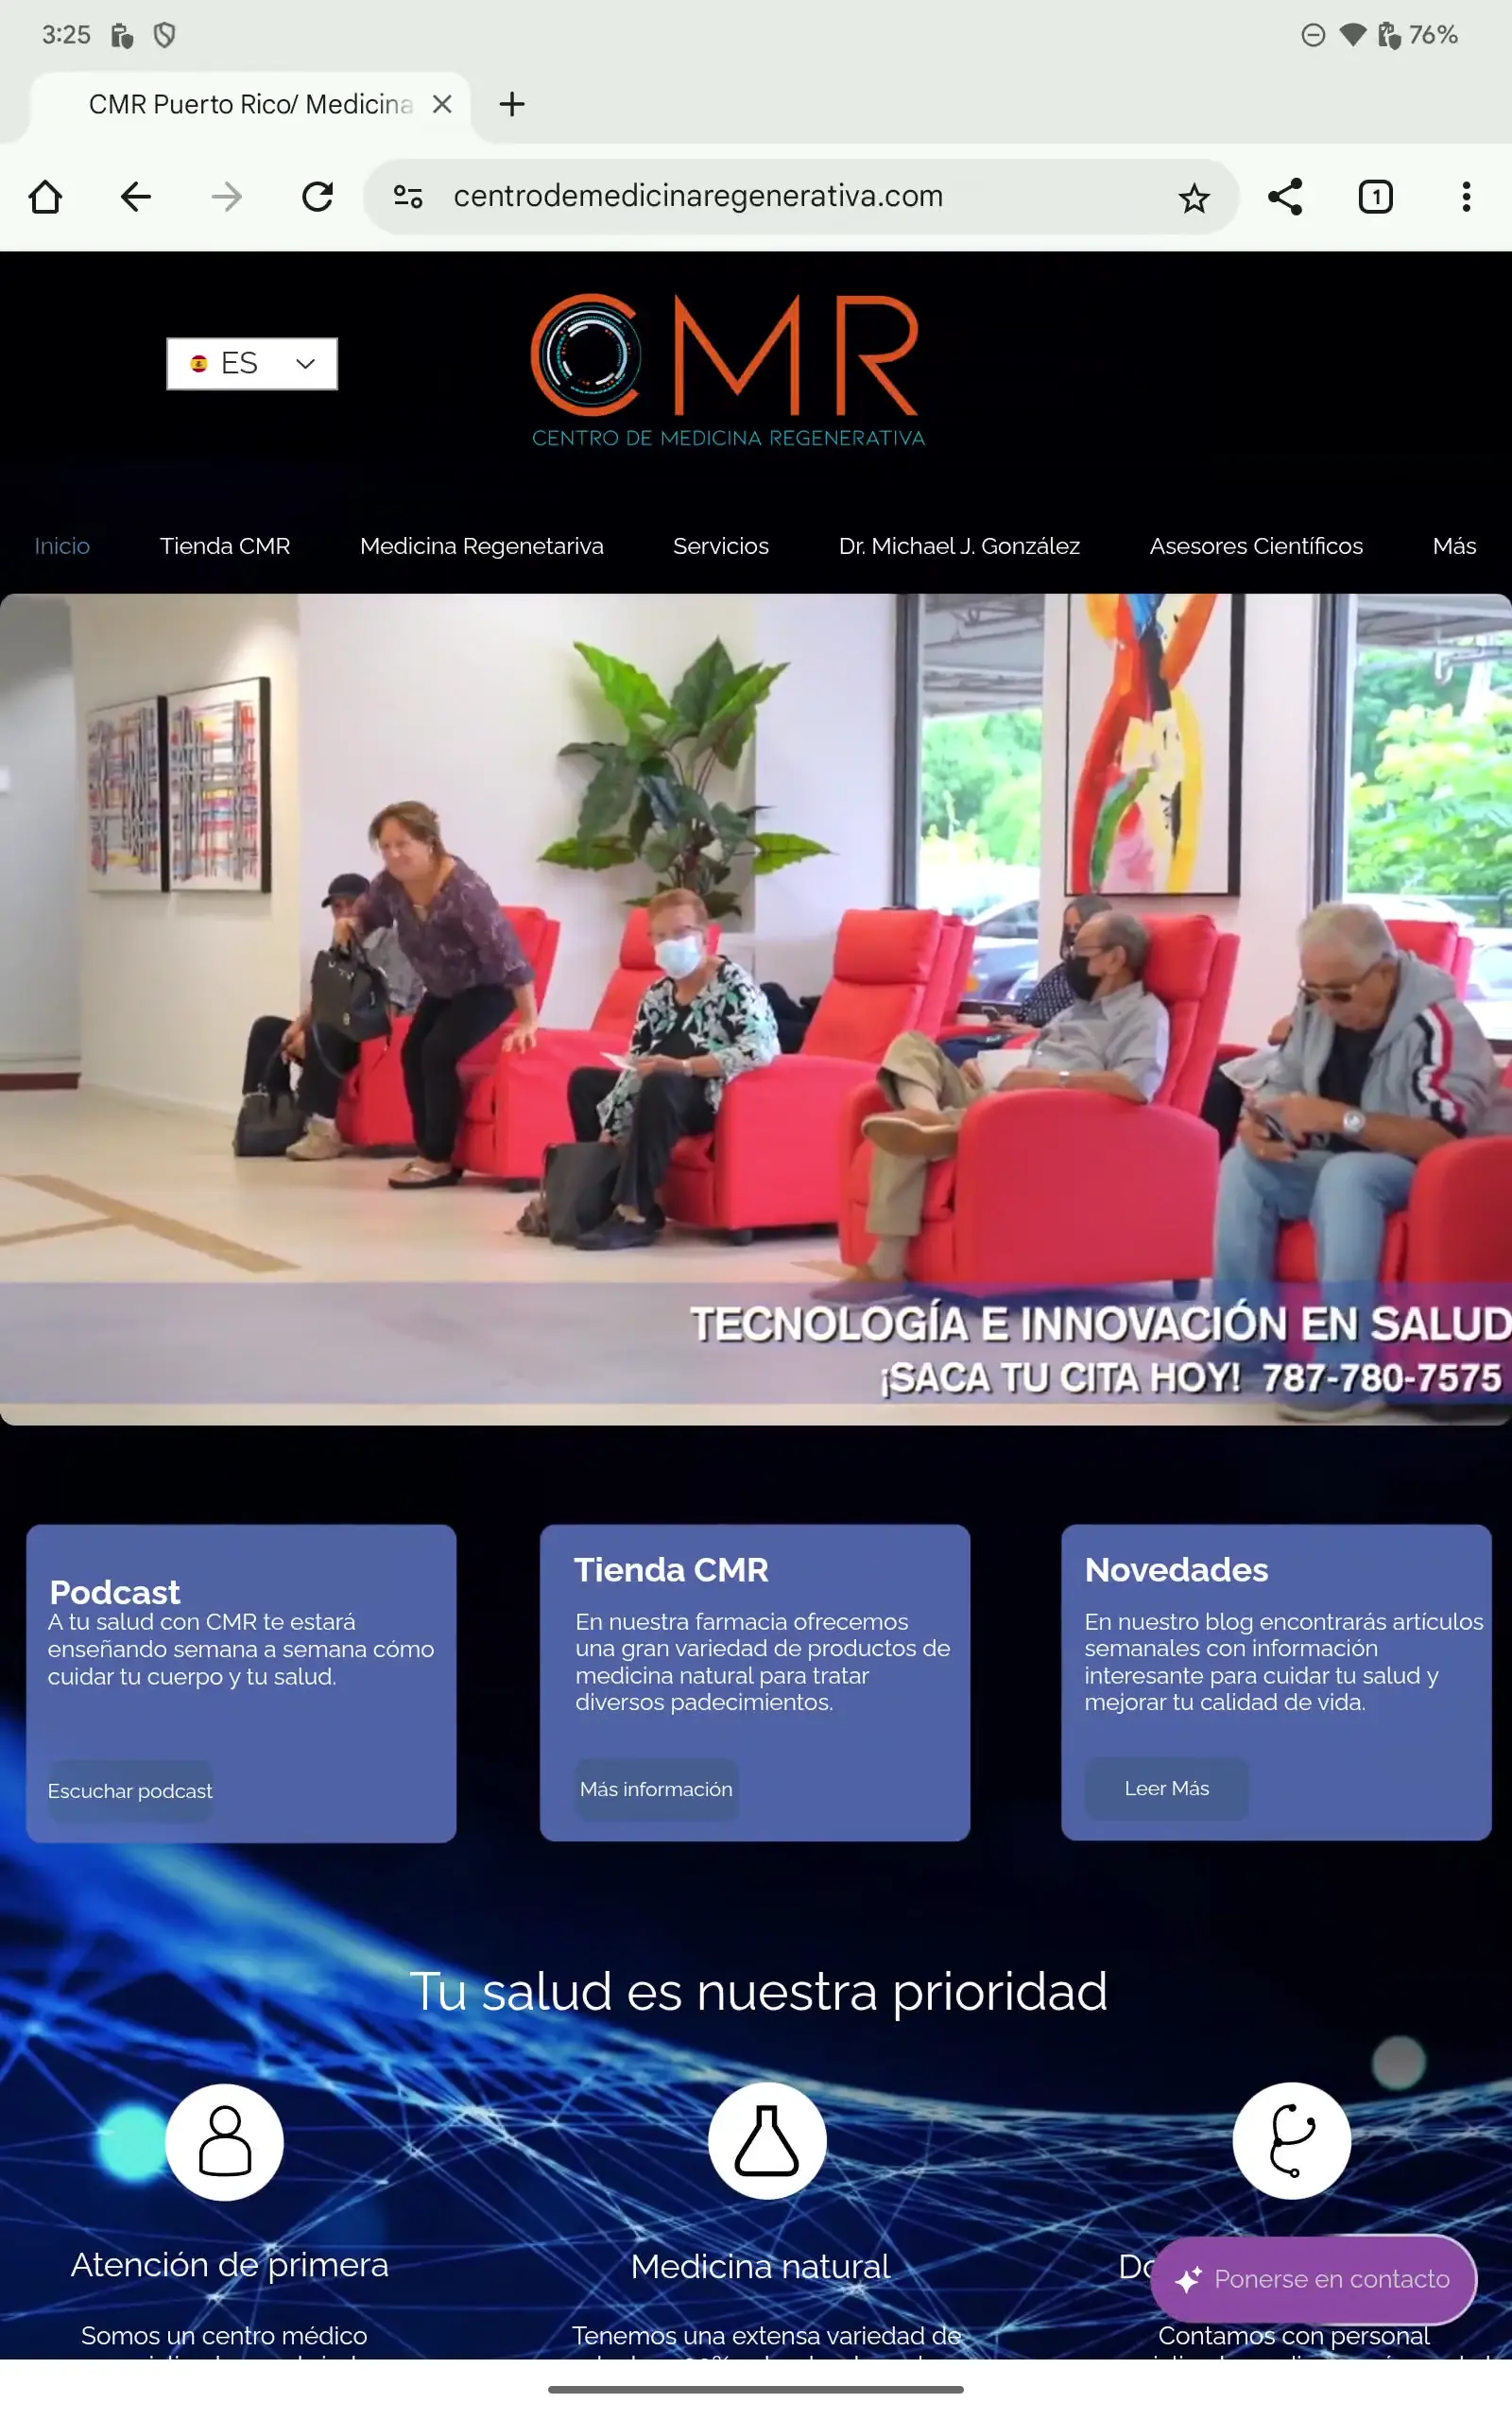 3:25
76%
CMR Puerto Rico/ Medicina
centrodemedicinaregenerativa.com
1
ES
CMR
CENTRO DE MEDICINA REGENERATIVA
Inicio
Tienda CMR
Medicina Regenetariva
Servicios
Dr. Michael J. González
Asesores Científicos
Más
TECNOLOGÍA E INNOVACIÓN EN SALUD
¡SACA TU CITA HOY! 787-780-7575
Podcast
A tu salud con CMR te estará
enseñando semana a semana cómo
cuidar tu cuerpo y tu salud.
Escuchar podcast
Tienda CMR
En nuestra farmacia ofrecemos
una gran variedad de productos de
medicina natural para tratar
diversos padecimientos.
Más información
Novedades
En nuestro blog encontrarás artículos
semanales con información
interesante para cuidar tu salud y
mejorar tu calidad de vida.
Leer Más
Tu salud es nuestra prioridad
Atención de primera
Somos un centro médico
Medicina natural
Tenemos una extensa variedad de
Ponerse en contacto
Contamos con personal